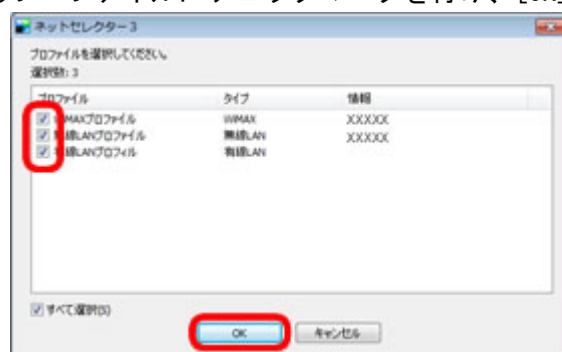 ネットセレクター3
プロファイルを選択してください。
選択数: 3
プロファイル タイプ 情報
MAXプロファイル WiMAX XXXXX
線LANプロファイル 無線LAN XXXXX
線LANプロフィル 有線LAN
すべて選択(S)
OK キャンセル